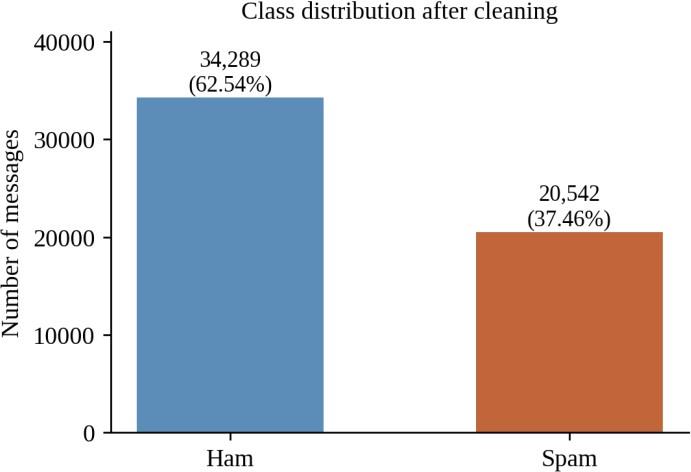 Class distribution after cleaning
Number of messages
40000
30000
20000
10000
0
34,289
(62.54%)
20,542
(37.46%)
Ham
Spam